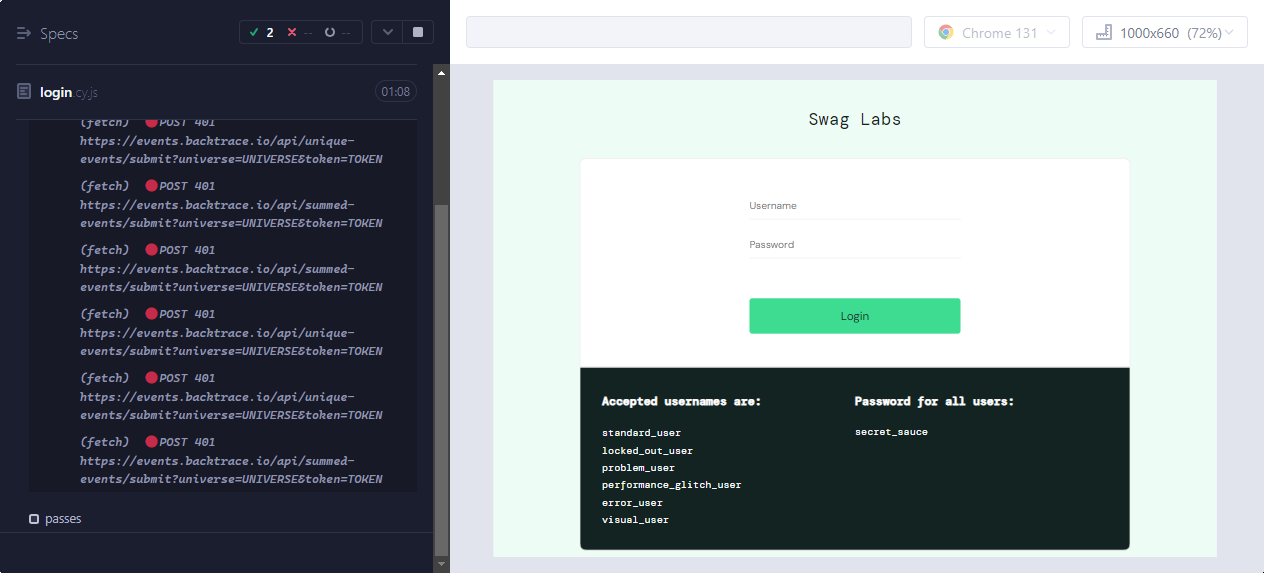 Specs
2
--
--
Chrome 131
1000x660 (72%)
login.cy.js
01:08
(fetch) POST 401
https://events.backtrace.io/api/unique-
events/submit?universe=UNIVERSE&token=TOKEN
(fetch) POST 401
https://events.backtrace.io/api/summed-
events/submit?universe=UNIVERSE&token=TOKEN
(fetch) POST 401
https://events.backtrace.io/api/summed-
events/submit?universe=UNIVERSE&token=TOKEN
(fetch) POST 401
https://events.backtrace.io/api/unique-
events/submit?universe=UNIVERSE&token=TOKEN
(fetch) POST 401
https://events.backtrace.io/api/unique-
events/submit?universe=UNIVERSE&token=TOKEN
(fetch) POST 401
https://events.backtrace.io/api/summed-
events/submit?universe=UNIVERSE&token=TOKEN
passes
Swag Labs
Username
Password
Login
Accepted usernames are:
standard_user
locked_out_user
problem_user
performance_glitch_user
error_user
visual_user
Password for all users:
secret_sauce